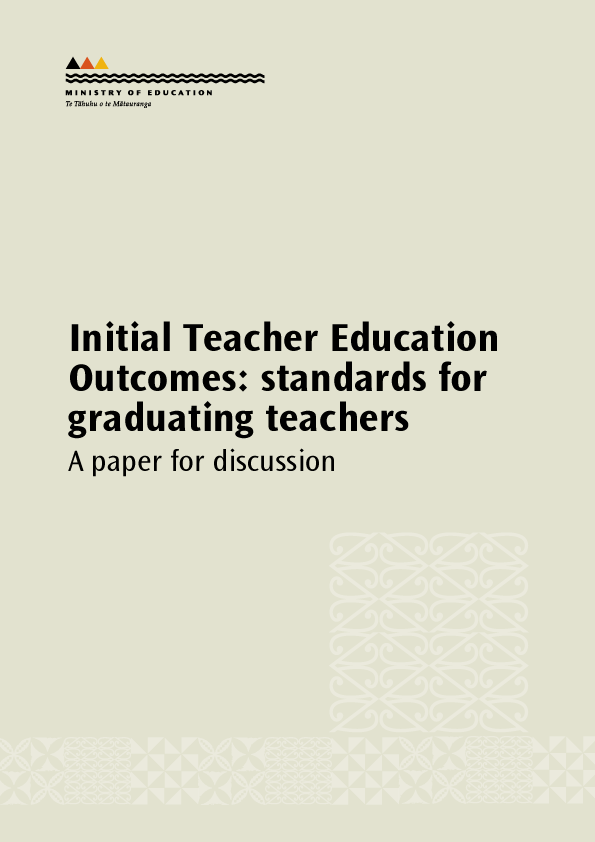 MINISTRY OF EDUCATION
Te Tāhuhu o te Mātauranga
Initial Teacher Education
Outcomes: standards for
graduating teachers
A paper for discussion